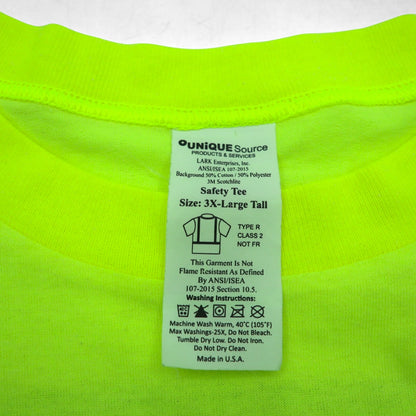 UNIQUE Source
PRODUCTS & SERVICES
LARK Enterprises, Inc.
ANSI/ISEA 107-2015
Background 50% Cotton / 50% Polyester
3M Scotchlite
Safety Tee
Size: 3X-Large Tall
TYPE R
CLASS 2
NOT FR
This Garment Is Not
Flame Resistant As Defined
By ANSI/ISEA
107-2015 Section 10.5.
Washing Instructions:
Machine Wash Warm, 40°C (105°F)
Max Washings-25X, Do Not Bleach.
Tumble Dry Low. Do Not Iron.
Do Not Dry Clean.
Made in U.S.A.